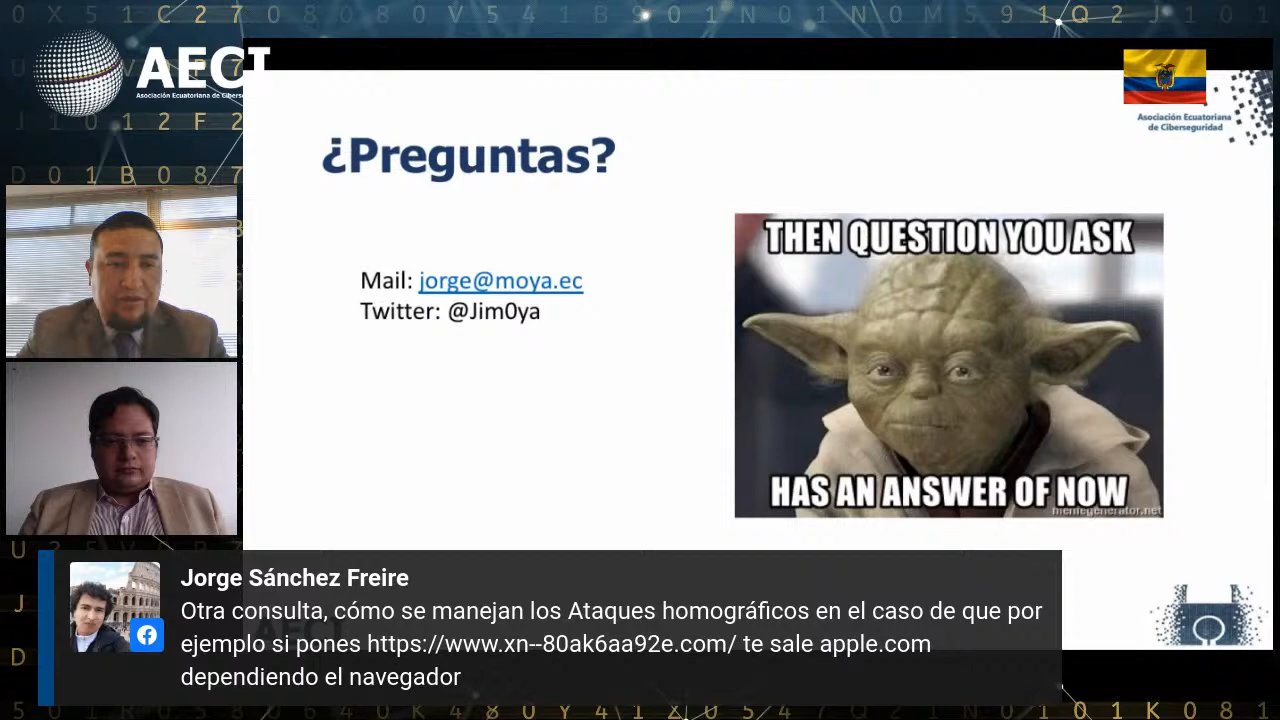 AECI
Asociación Ecuatoriana de Ciberse
¿Preguntas?
Mail: jorge@moya.ec
Twitter: @Jim0ya
Asociación Ecuatoriana
de Ciberseguridad
THEN QUESTION YOU ASK
HAS AN ANSWER OF NOW
memegenerator.net
Jorge Sánchez Freire
Otra consulta, cómo se manejan los Ataques homográficos en el caso de que por
ejemplo si pones https://www.xn--80ak6aa92e.com/ te sale apple.com
dependiendo el navegador